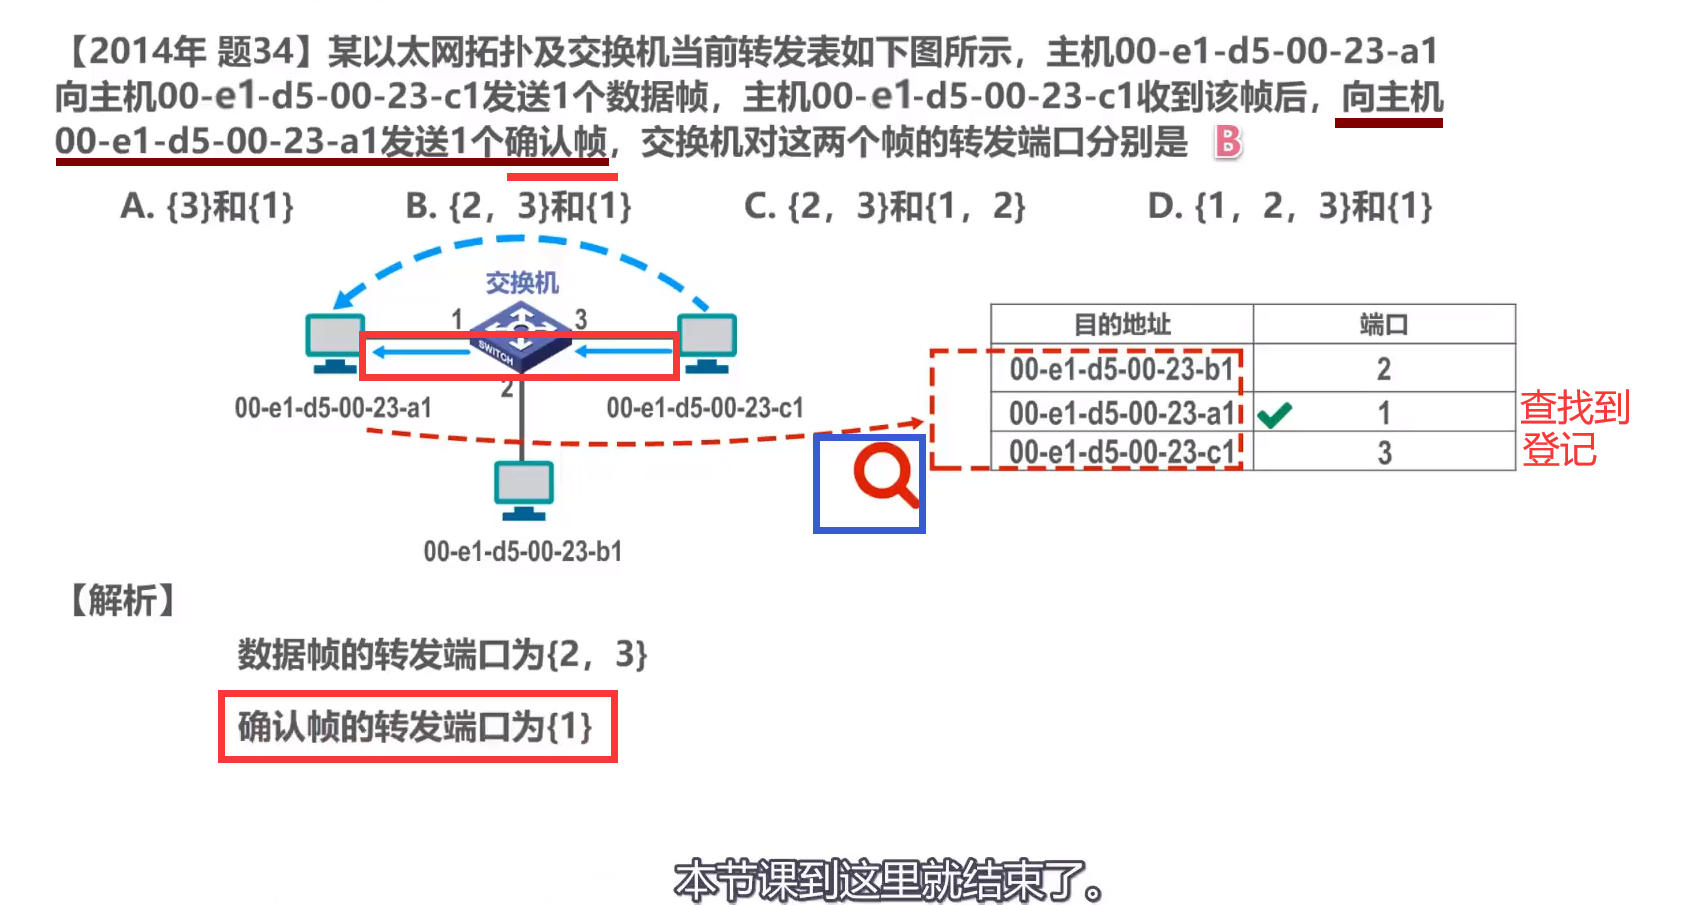 【2014年 题34】某以太网拓扑及交换机当前转发表如下图所示，主机00-e1-d5-00-23-a1
向主机00-e1-d5-00-23-c1发送1个数据帧，主机00-e1-d5-00-23-c1收到该帧后，向主机
00-e1-d5-00-23-a1发送1个确认帧，交换机对这两个帧的转发端口分别是 B
A. {3}和{1} B. {2，3}和{1} C. {2，3}和{1，2} D. {1，2，3}和{1}
交换机
1 3
SWITCH
2
00-e1-d5-00-23-a1 00-e1-d5-00-23-c1
00-e1-d5-00-23-b1
目的地址 端口
00-e1-d5-00-23-b1 2
00-e1-d5-00-23-a1 1
00-e1-d5-00-23-c1 3
查找到
登记
【解析】
数据帧的转发端口为{2，3}
确认帧的转发端口为{1}
本节课到这里就结束了。